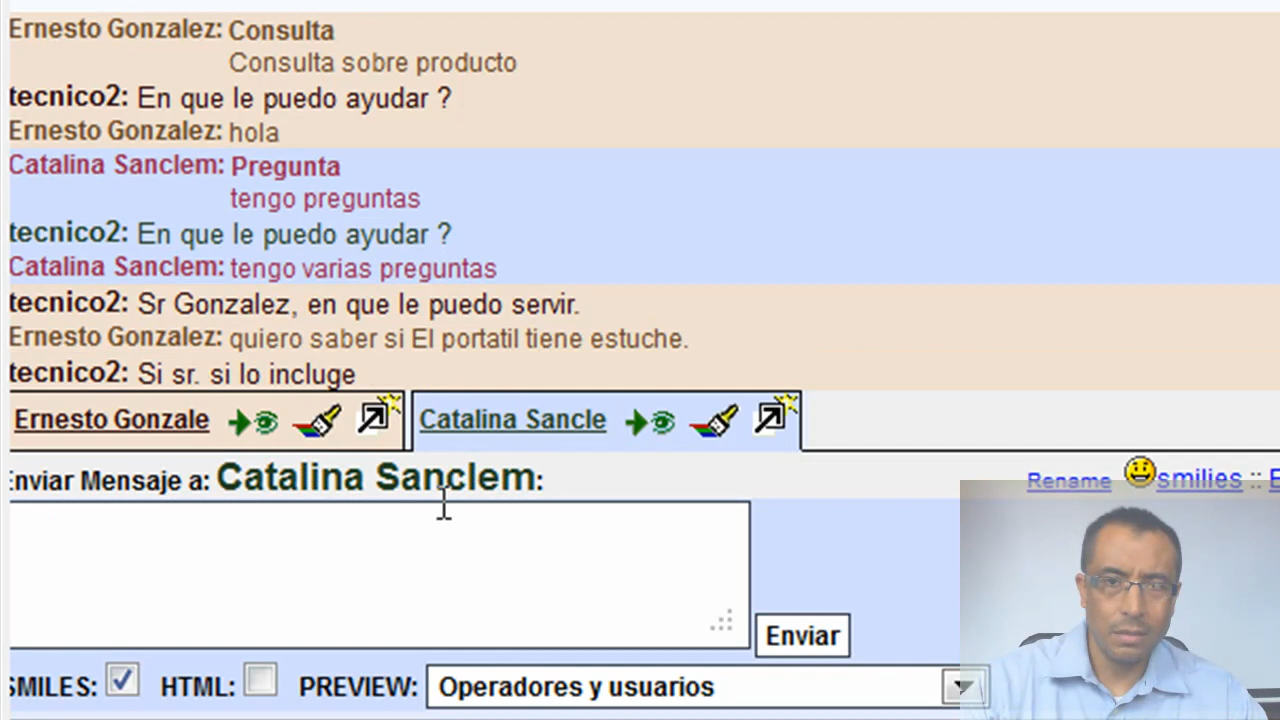 Ernesto Gonzalez: Consulta
Consulta sobre producto
tecnico2: En que le puedo ayudar ?
Ernesto Gonzalez: hola
Catalina Sanclem: Pregunta
tengo preguntas
tecnico2: En que le puedo ayudar ?
Catalina Sanclem: tengo varias preguntas
tecnico2: Sr Gonzalez, en que le puedo servir.
Ernesto Gonzalez: quiero saber si El portatil tiene estuche.
tecnico2: Si sr. si lo incluge
Ernesto Gonzale Catalina Sancle
nviar Mensaje a: Catalina Sanclem: Rename smilies :: E
Enviar
SMILES: HTML: PREVIEW: Operadores y usuarios